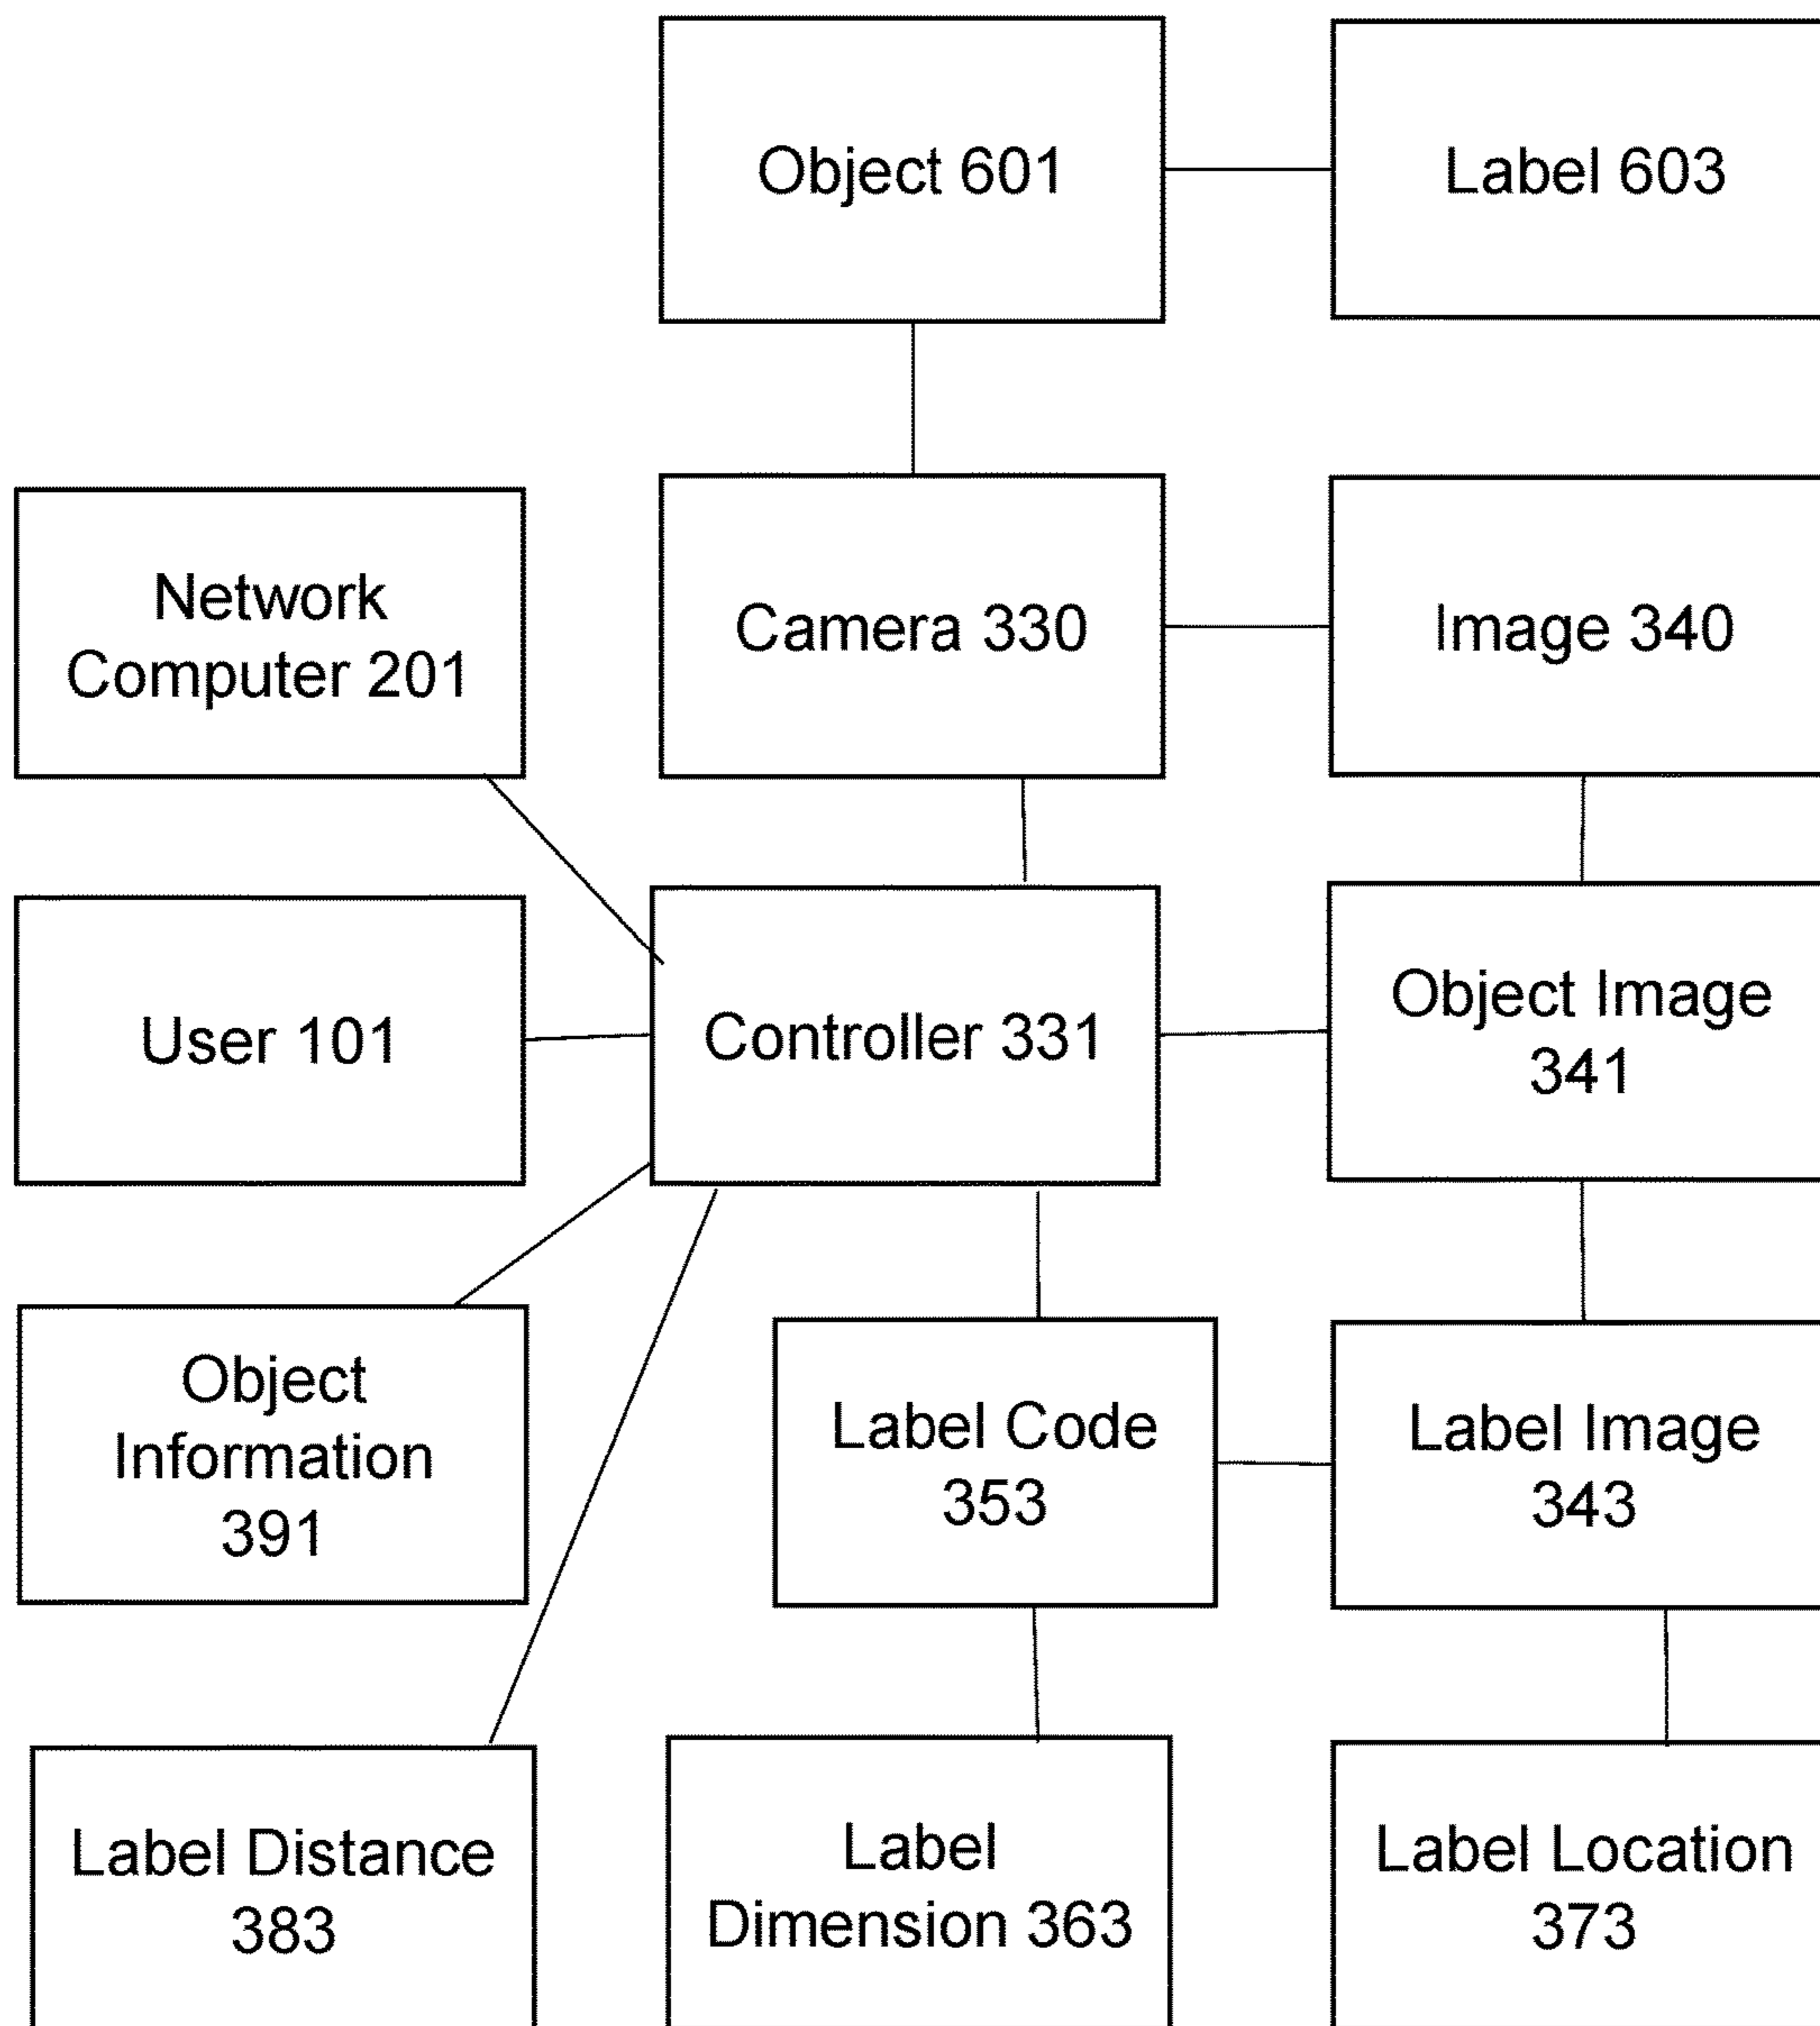 Object 601
Label 603
Network
Computer 201
Camera 330
Image 340
User 101
Controller 331
Object Image
341
Object
Information
391
Label Code
353
Label Image
343
Label Distance
383
Label
Dimension 363
Label Location
373